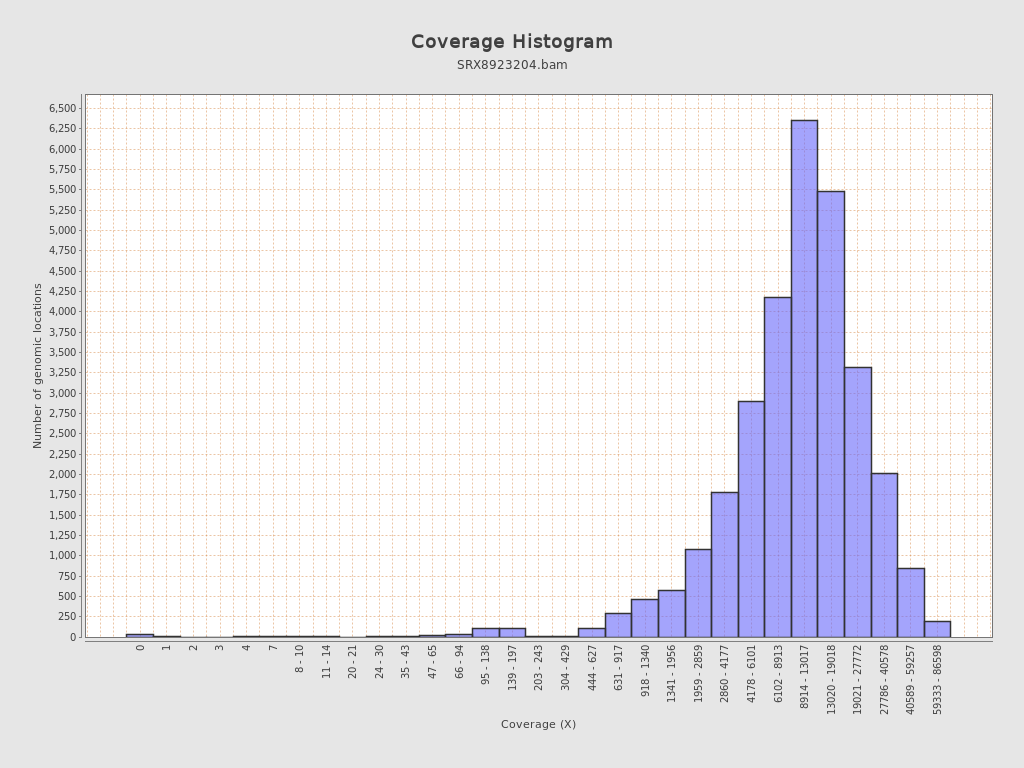 Coverage Histogram
SRX8923204.bam
Number of genomic locations
6,500
6,250
6,000
5,750
5,500
5,250
5,000
4,750
4,500
4,250
4,000
3,750
3,500
3,250
3,000
2,750
2,500
2,250
2,000
1,750
1,500
1,250
1,000
750
500
250
0
0
1
2
3
4
7
8 - 10
11 - 14
20 - 21
24 - 30
35 - 43
47 - 65
66 - 94
95 - 138
139 - 197
203 - 243
304 - 429
444 - 627
631 - 917
918 - 1340
1341 - 1956
1959 - 2859
2860 - 4177
4178 - 6101
6102 - 8913
8914 - 13017
13020 - 19018
19021 - 27772
27786 - 40578
40589 - 59257
59333 - 86598
Coverage (X)